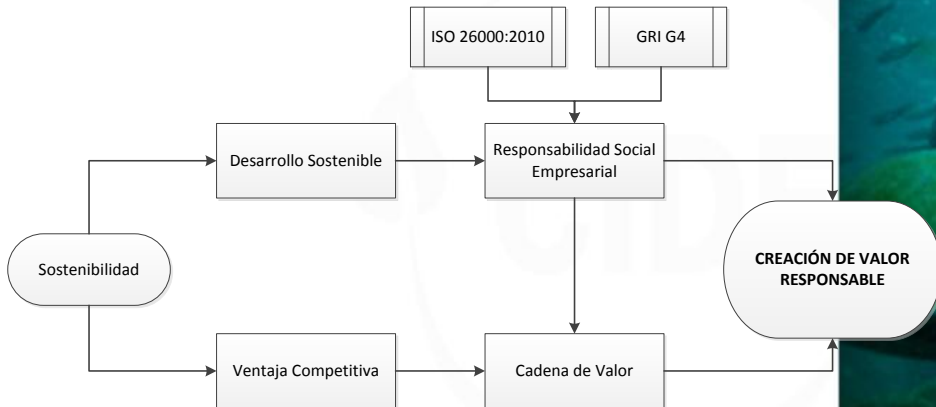 ISO 26000:2010
GRI G4
Desarrollo Sostenible
Responsabilidad Social
Empresarial
Sostenibilidad
CREACIÓN DE VALOR
RESPONSABLE
Ventaja Competitiva
Cadena de Valor